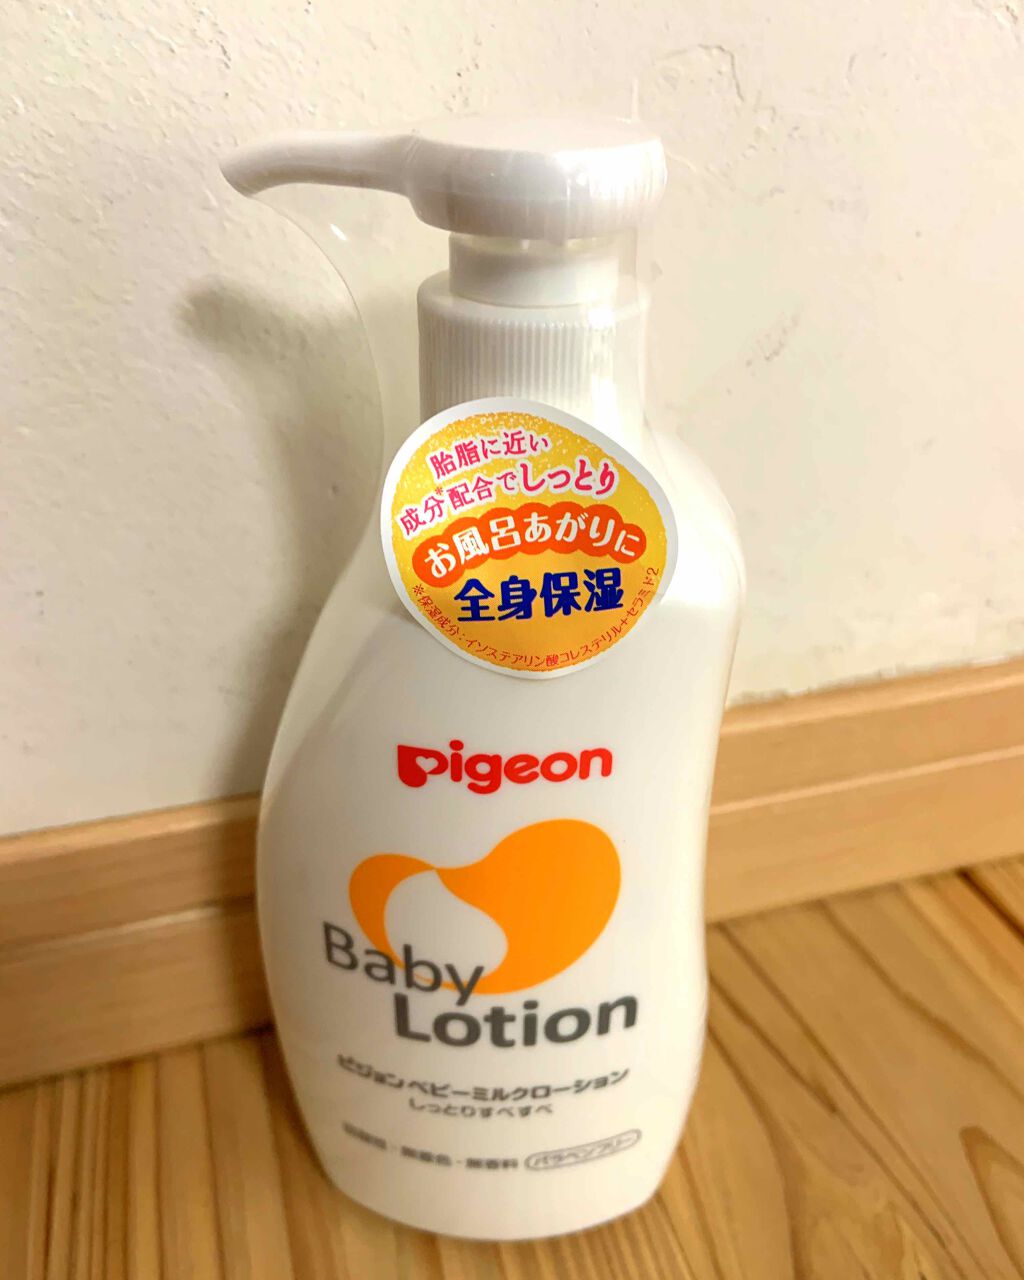 胎脂に近い
成分*配合でしっとり
お風呂あがりに
全身保湿
※保湿成分：イソステアリン酸コレステリル+セラミド2
Pigeon
Baby
Lotion
ピジョン ベビーミルクローション
しっとりすべすべ
弱酸性・無着色・無香料 パラベンフリー